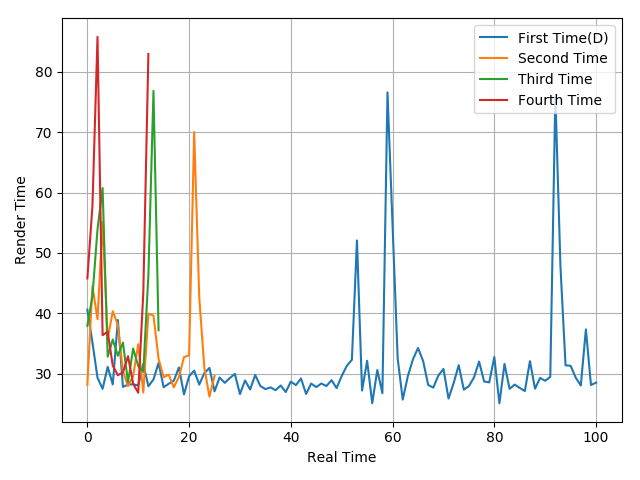 First Time(D)
Second Time
Third Time
Fourth Time
80
70
60
50
40
30
Render Time
0
20
40
60
80
100
Real Time